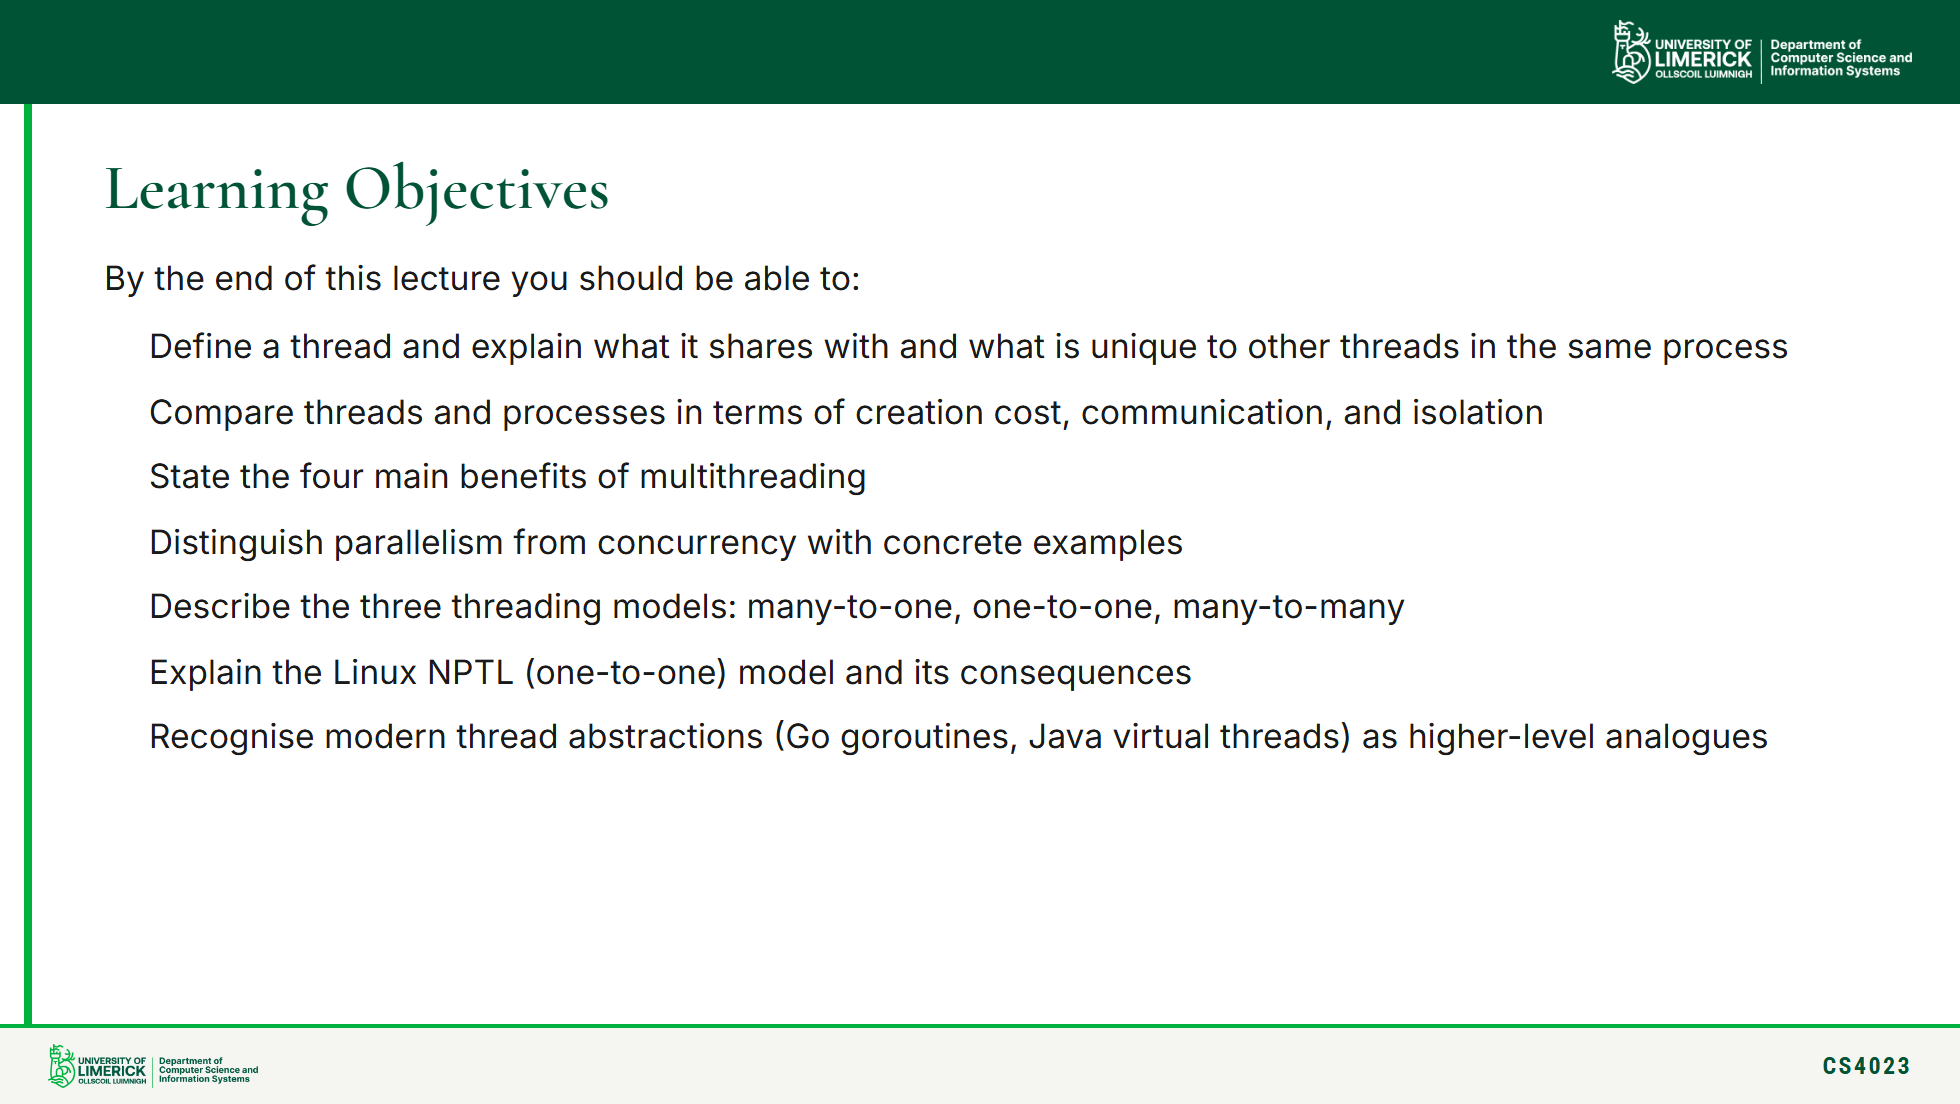 UNIVERSITY OF
LIMERICK
OLLSCOIL LUIMNIGH
Department of
Computer Science and
Information Systems
Learning Objectives
By the end of this lecture you should be able to:
Define a thread and explain what it shares with and what is unique to other threads in the same process
Compare threads and processes in terms of creation cost, communication, and isolation
State the four main benefits of multithreading
Distinguish parallelism from concurrency with concrete examples
Describe the three threading models: many-to-one, one-to-one, many-to-many
Explain the Linux NPTL (one-to-one) model and its consequences
Recognise modern thread abstractions (Go goroutines, Java virtual threads) as higher-level analogues
UNIVERSITY OF
LIMERICK
OLLSCOIL LUIMNIGH
Department of
Computer Science and
Information Systems
CS4023